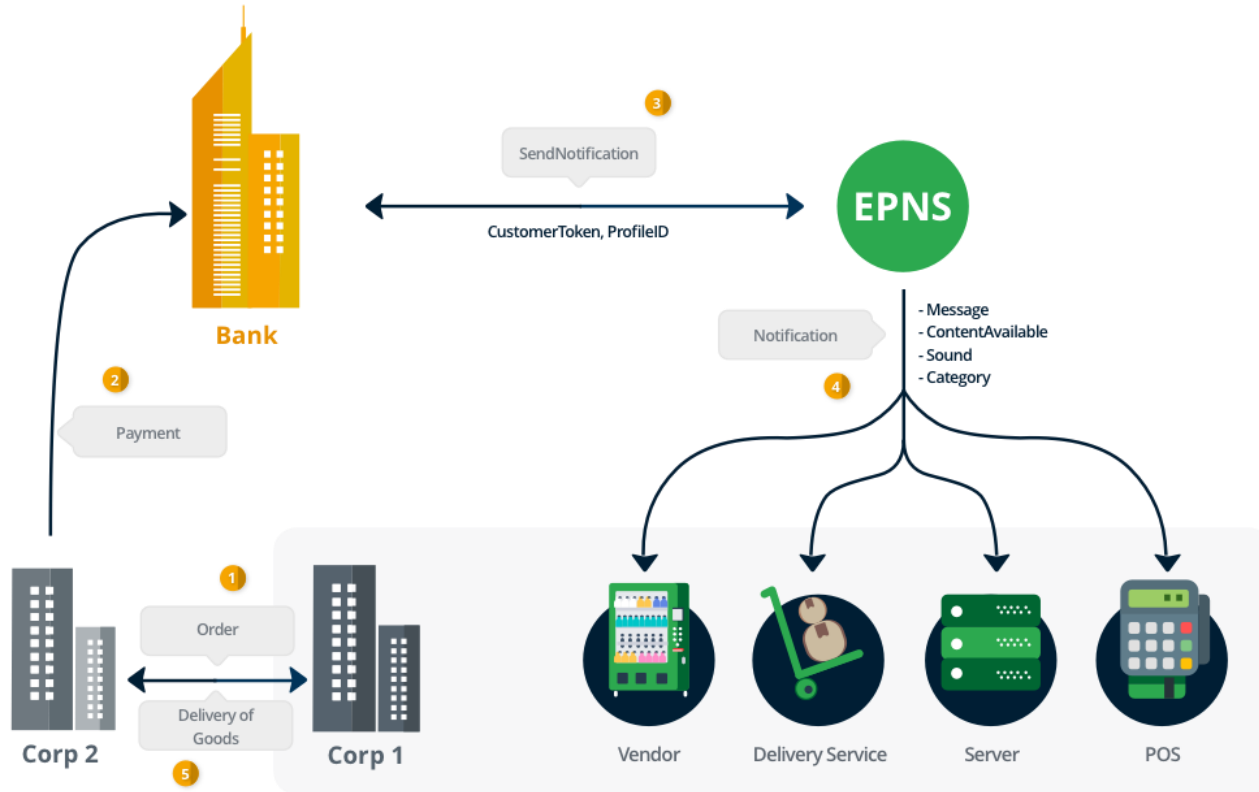 3
SendNotification
EPNS
CustomerToken, ProfileID
Bank
- Message
- ContentAvailable
- Sound
- Category
Notification
4
2
Payment
1
Order
Delivery of
Goods
5
Corp 2
Corp 1
Vendor
Delivery Service
Server
POS